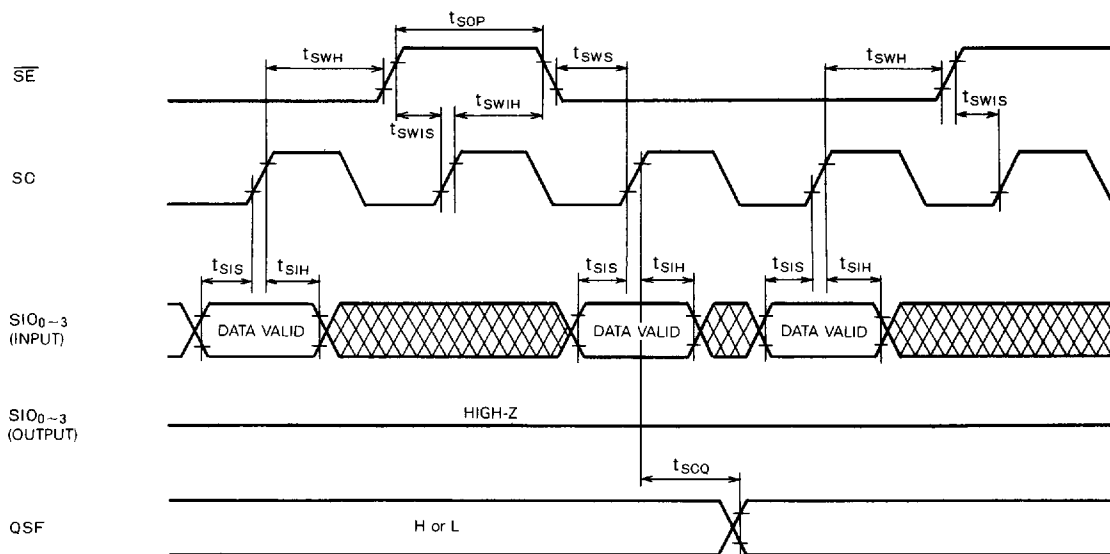 tSOP
tSWH
tSWS
tSWH
SE
tSWIS
tSWIH
tSWIS
SC
tSIS
tSIH
tSIS
tSIH
tSIS
tSIH
SIO0~3
(INPUT)
DATA VALID
DATA VALID
DATA VALID
SIO0~3
(OUTPUT)
HIGH-Z
tSCQ
QSF
H or L